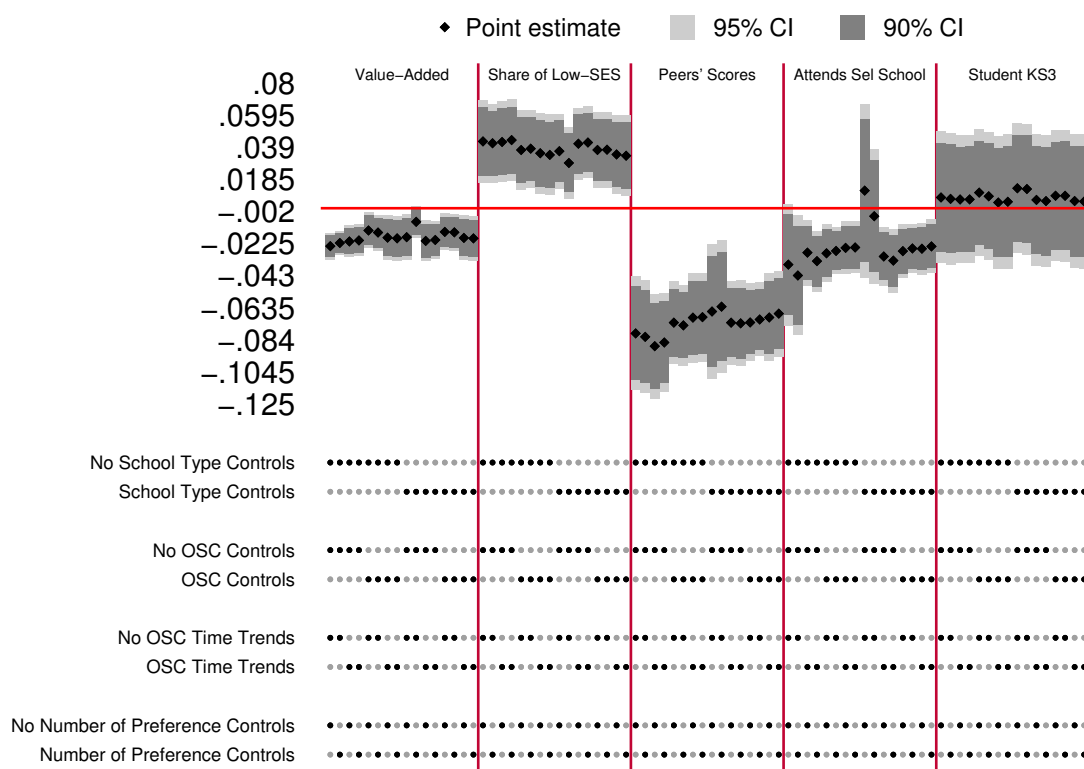 Point estimate 95% CI 90% CI
Value−Added Share of Low−SES Peers' Scores Attends Sel School Student KS3
.08
.0595
.039
.0185
−.002
−.0225
−.043
−.0635
−.084
−.1045
−.125
No School Type Controls
School Type Controls
No OSC Controls
OSC Controls
No OSC Time Trends
OSC Time Trends
No Number of Preference Controls
Number of Preference Controls